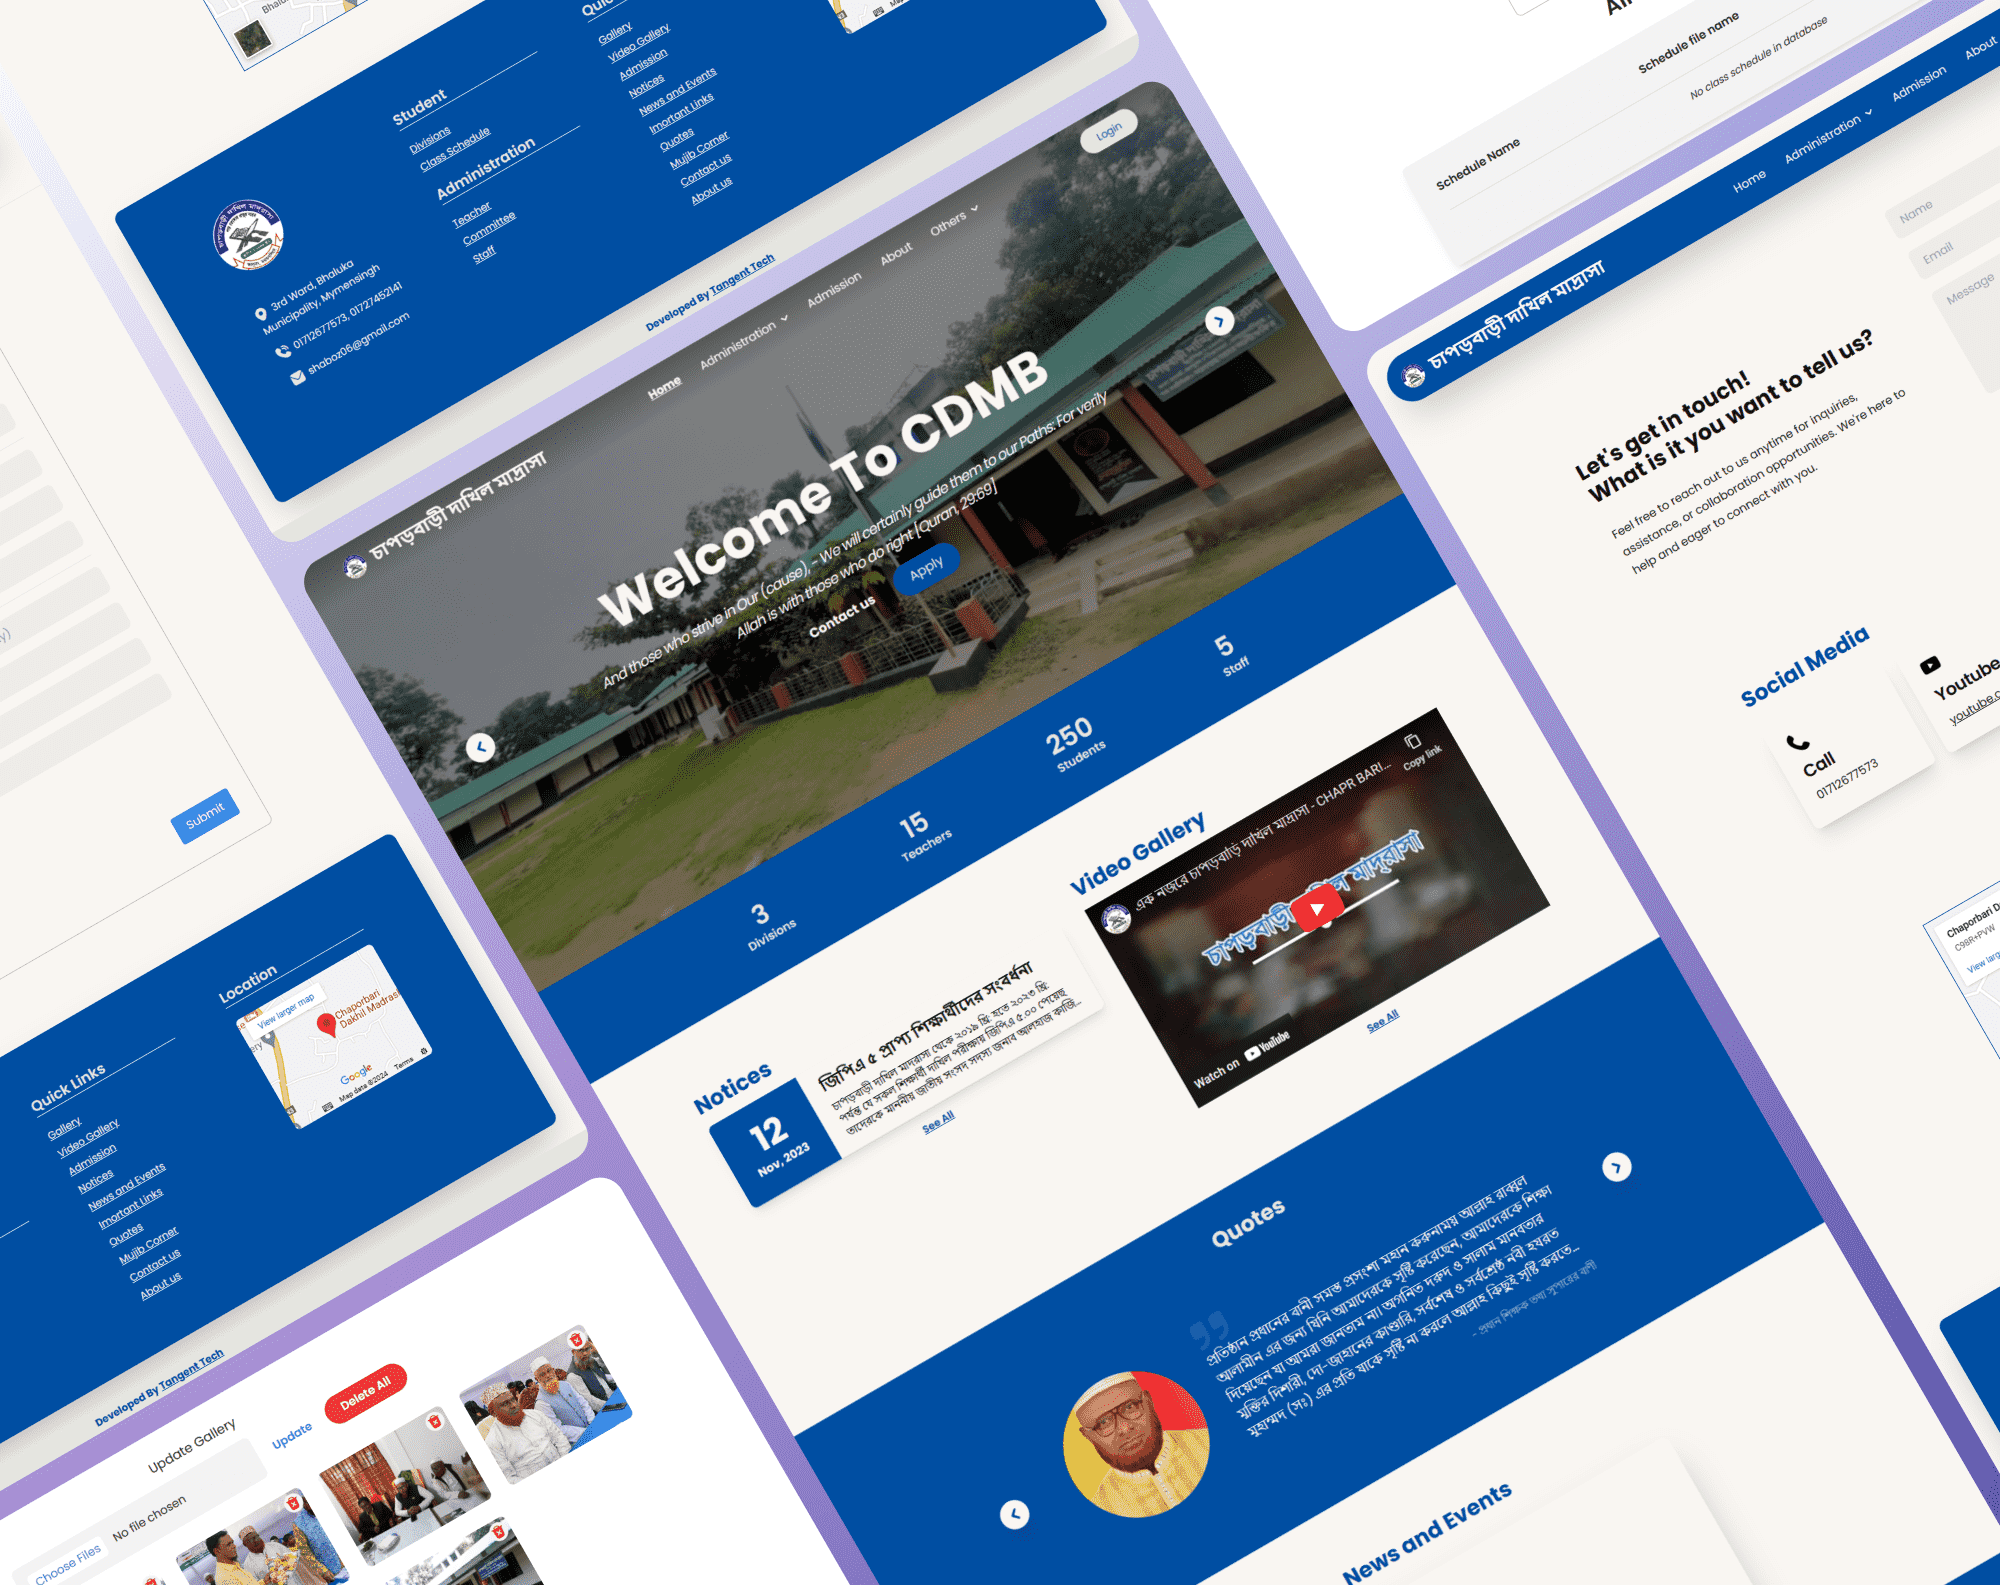 Bhalu
Student
Divisions
Class Schedule
Administration
Teacher
Committee
Staff
Gallery
Video Gallery
Admission
Notices
News and Events
Imortant Links
Quotes
Mujib Corner
Contact us
About us
3rd Ward, Bhaluka
Municipality, Mymensingh
01712677573, 01727452141
shaboz06@gmail.com
Developed By Tangent Tech
Schedule Name
Schedule file name
No class schedule in database
চাপড়বাড়ী দাখিল মাদ্রাসা
Home
Administration
Admission
About
Others
Login
Welcome To CDMB
And those who strive in Our (cause), - We will certainly guide them to our Paths: For verily
Allah is with those who do right [Quran, 29:69]
Contact us
Apply
3
Divisions
15
Teachers
250
Students
5
Staff
Notices
12
Nov, 2023
জিপিএ ৫ প্রাপ্য শিক্ষার্থীদের সংবর্ধনা
চাপড়বাড়ী দাখিল মাদরাসা থেকে ২০১৯ খ্রি: হতে ২০২৩ খ্রি:
পর্যন্ত যে সকল শিক্ষার্থী দাখিল পরীক্ষায় জিপিএ ৫.০০ পেয়েছে
তাদেরকে মাননীয় জাতীয় সংসদ সদস্য জনাব আলহাজ কাজি...
See All
Video Gallery
এক নজরে চাপড়বাড়ি দাখিল মাদ্রাসা - CHAPR BARI...
Copy link
Watch on YouTube
See All
Quotes
প্রতিষ্ঠান প্রধানের বানী সমস্ত প্রসংশা মহান করুনাময় আল্লাহ রাব্বুল
আলামীন এর জন্য যিনি আমাদেরকে সৃষ্টি করেছেন, আমাদেরকে শিক্ষা
দিয়েছেন যা আমরা জানতাম না। অগনিত দরুদ ও সালাম মানবতার
মুক্তির দিশারী, দো-জাহানের কাণ্ডারি, সর্বশেষ ও সর্বশ্রেষ্ঠ নবী হযরত
মুহাম্মদ (সঃ) এর প্রতি যাকে সৃষ্টি না করলে আল্লাহ কিছুই সৃষ্টি করতে...
News and Events
চাপড়বাড়ী দাখিল মাদ্রাসা
Home
Administration
Admission
About
Let's get in touch!
What is it you want to tell us?
Feel free to reach out to us anytime for inquiries,
assistance, or collaboration opportunities. We're here to
help and eager to connect with you.
Name
Email
Message
Social Media
Call
01712677573
Youtube
youtube.c
Chaporbari D
C98R+PVW
View larg
Submit
Quick Links
Gallery
Video Gallery
Admission
Notices
News and Events
Imortant Links
Quotes
Mujib Corner
Contact us
About us
Location
View larger map
Chaporbari
Dakhil Madras
Google
Map data ©2024
Terms
Developed By Tangent Tech
Update Gallery
Choose Files
No file chosen
Update
Delete All